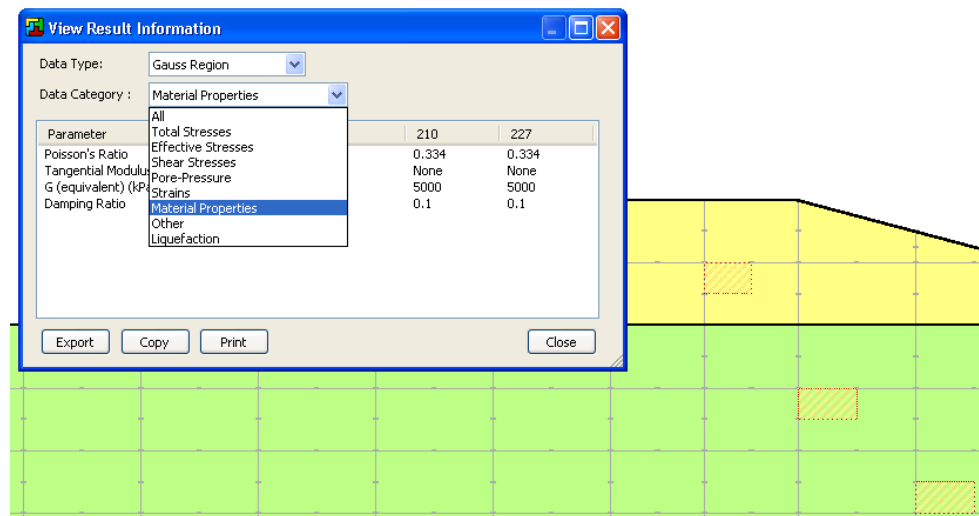 View Result Information
Data Type: Gauss Region
Data Category : Material Properties
All
Parameter 210 227
Total Stresses
Effective Stresses
Poisson's Ratio 0.334 0.334
Shear Stresses
Tangential Modulus None None
Pore-Pressure
G (equivalent) (kPa 5000 5000
Strains
Damping Ratio 0.1 0.1
Material Properties
Other
Liquefaction
Export Copy Print Close